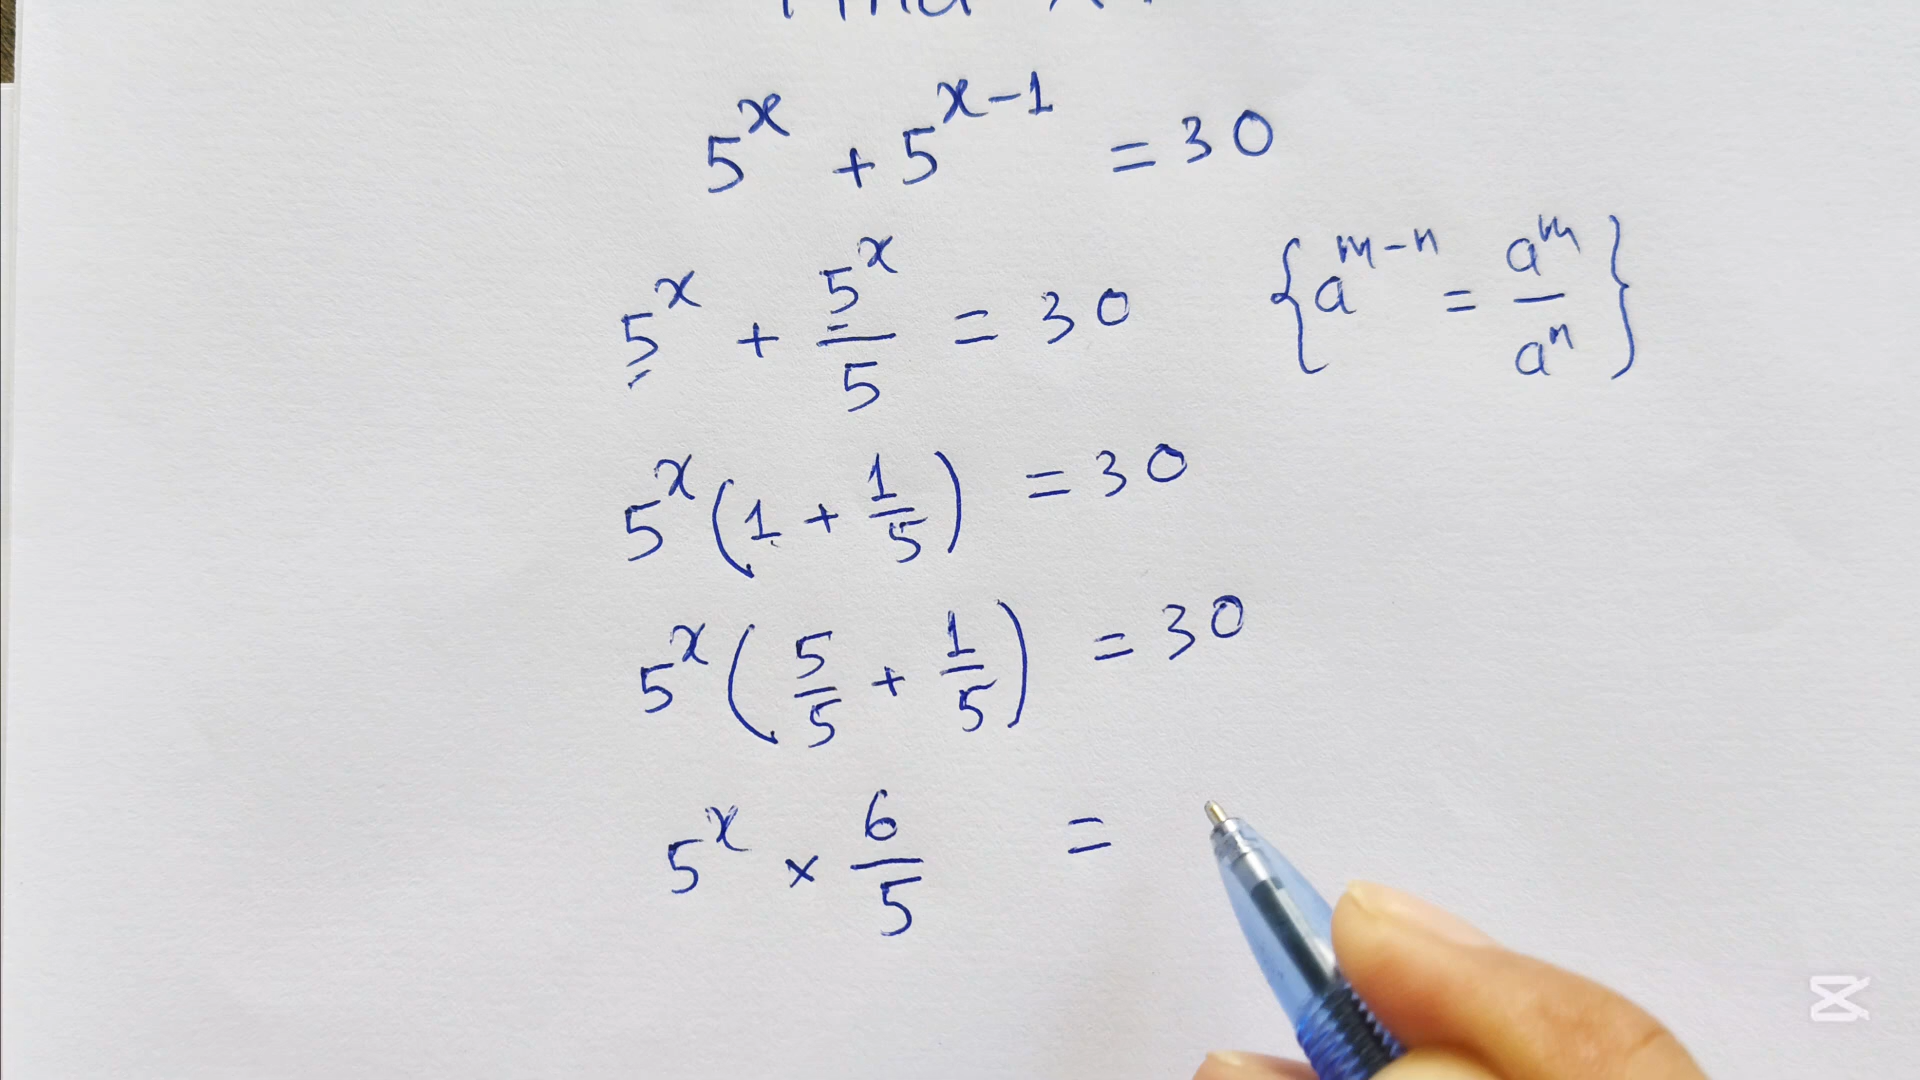 Find x.
5^x + 5^(x-1) = 30
5^x + 5^x/5 = 30 {a^(m-n) = a^m/a^n}
5^x(1 + 1/5) = 30
5^x(5/5 + 1/5) = 30
5^x × 6/5 =